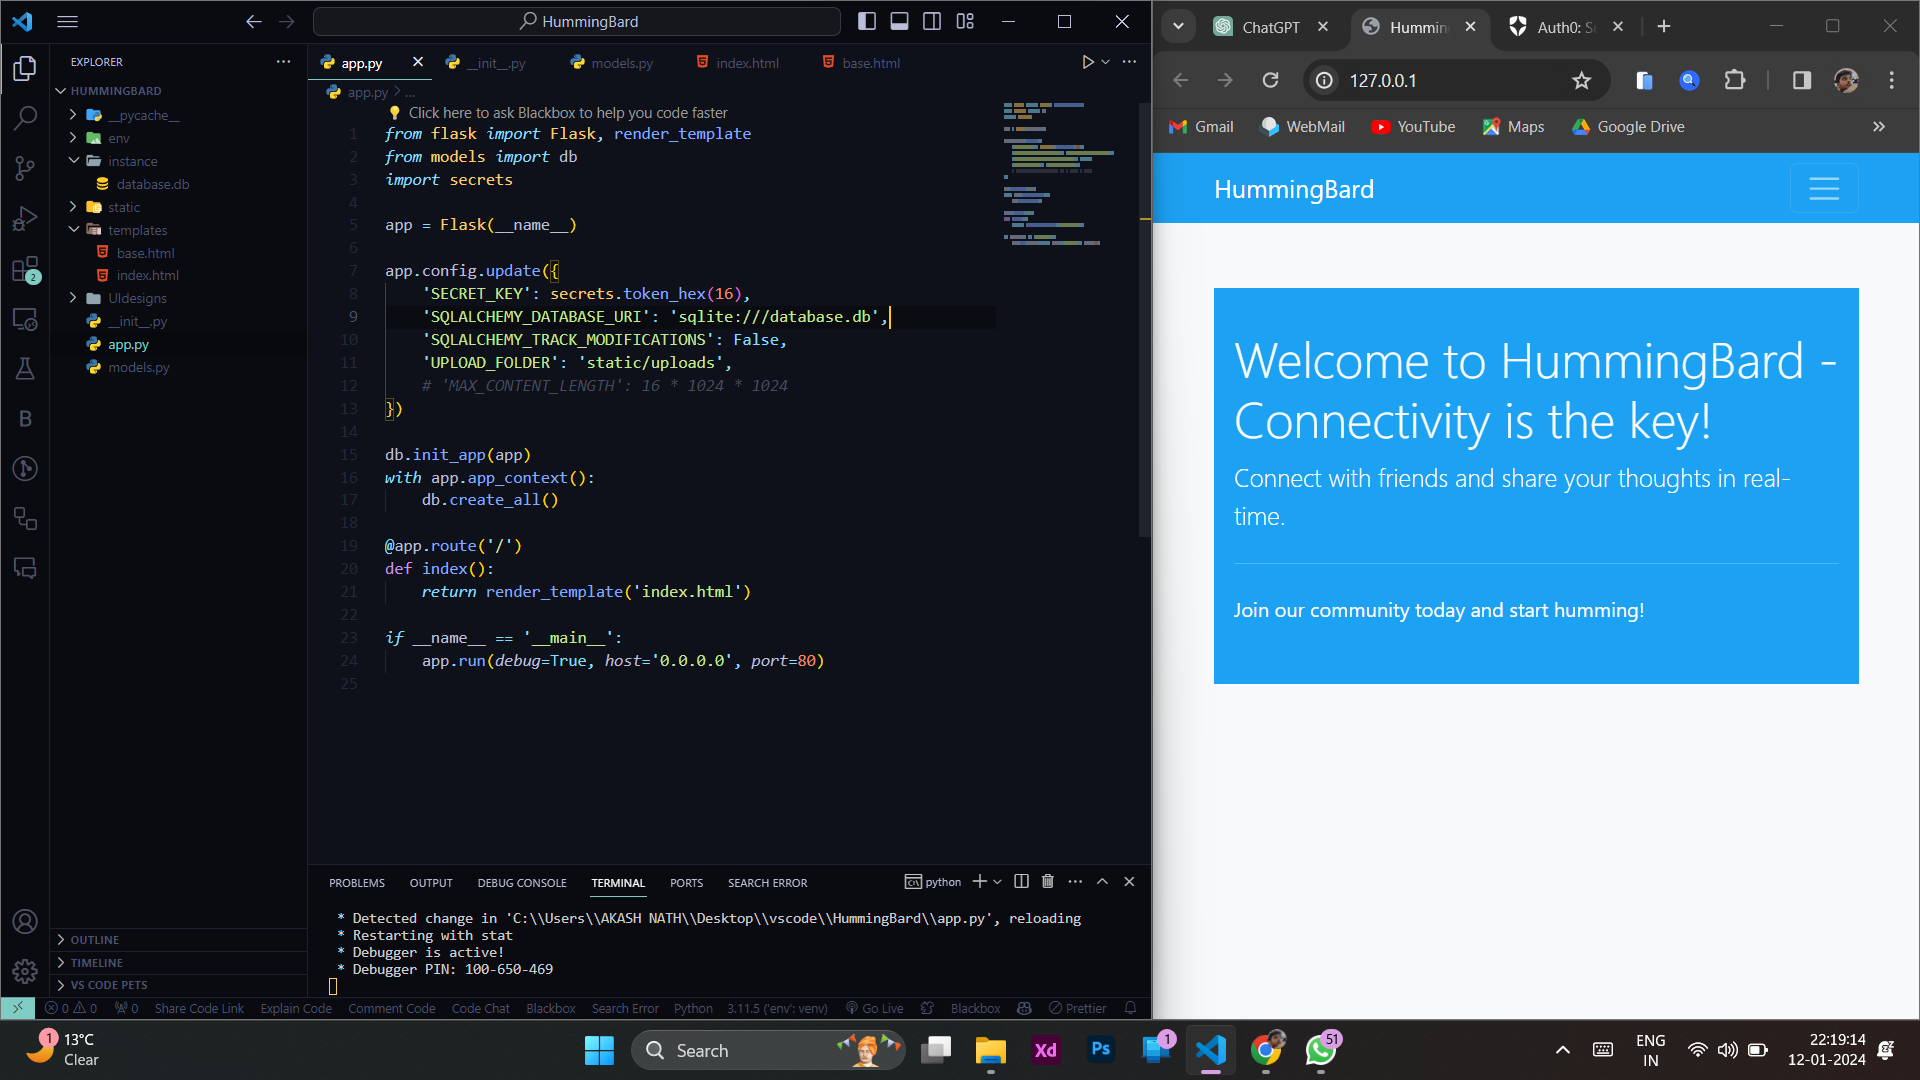 HummingBard
EXPLORER
HUMMINGBARD
__pycache__
env
instance
database.db
static
templates
base.html
index.html
UIdesigns
__init__.py
app.py
models.py
OUTLINE
TIMELINE
VS CODE PETS
2
app.py
__init__.py
models.py
index.html
base.html
app.py > ...
Click here to ask Blackbox to help you code faster
1 from flask import Flask, render_template
2 from models import db
3 import secrets
4
5 app = Flask(__name__)
6
7 app.config.update({
8 'SECRET_KEY': secrets.token_hex(16),
9 'SQLALCHEMY_DATABASE_URI': 'sqlite:///database.db',
10 'SQLALCHEMY_TRACK_MODIFICATIONS': False,
11 'UPLOAD_FOLDER': 'static/uploads',
12 # 'MAX_CONTENT_LENGTH': 16 * 1024 * 1024
13 })
14
15 db.init_app(app)
16 with app.app_context():
17 db.create_all()
18
19 @app.route('/')
20 def index():
21 return render_template('index.html')
22
23 if __name__ == '__main__':
24 app.run(debug=True, host='0.0.0.0', port=80)
25
PROBLEMS OUTPUT DEBUG CONSOLE TERMINAL PORTS SEARCH ERROR python
* Detected change in 'C:\\Users\\AKASH NATH\\Desktop\\vscode\\HummingBard\\app.py', reloading
* Restarting with stat
* Debugger is active!
* Debugger PIN: 100-650-469
0 0 0 Share Code Link Explain Code Comment Code Code Chat Blackbox Search Error Python 3.11.5 ('env': venv) Go Live Blackbox Prettier
ChatGPT
Hummin
Auth0: S
127.0.0.1
Gmail WebMail YouTube Maps Google Drive
HummingBard
Welcome to HummingBard -
Connectivity is the key!
Connect with friends and share your thoughts in real-
time.
Join our community today and start humming!
1
13°C
Clear
Search
Xd
Ps
1
51
ENG
IN
22:19:14
12-01-2024